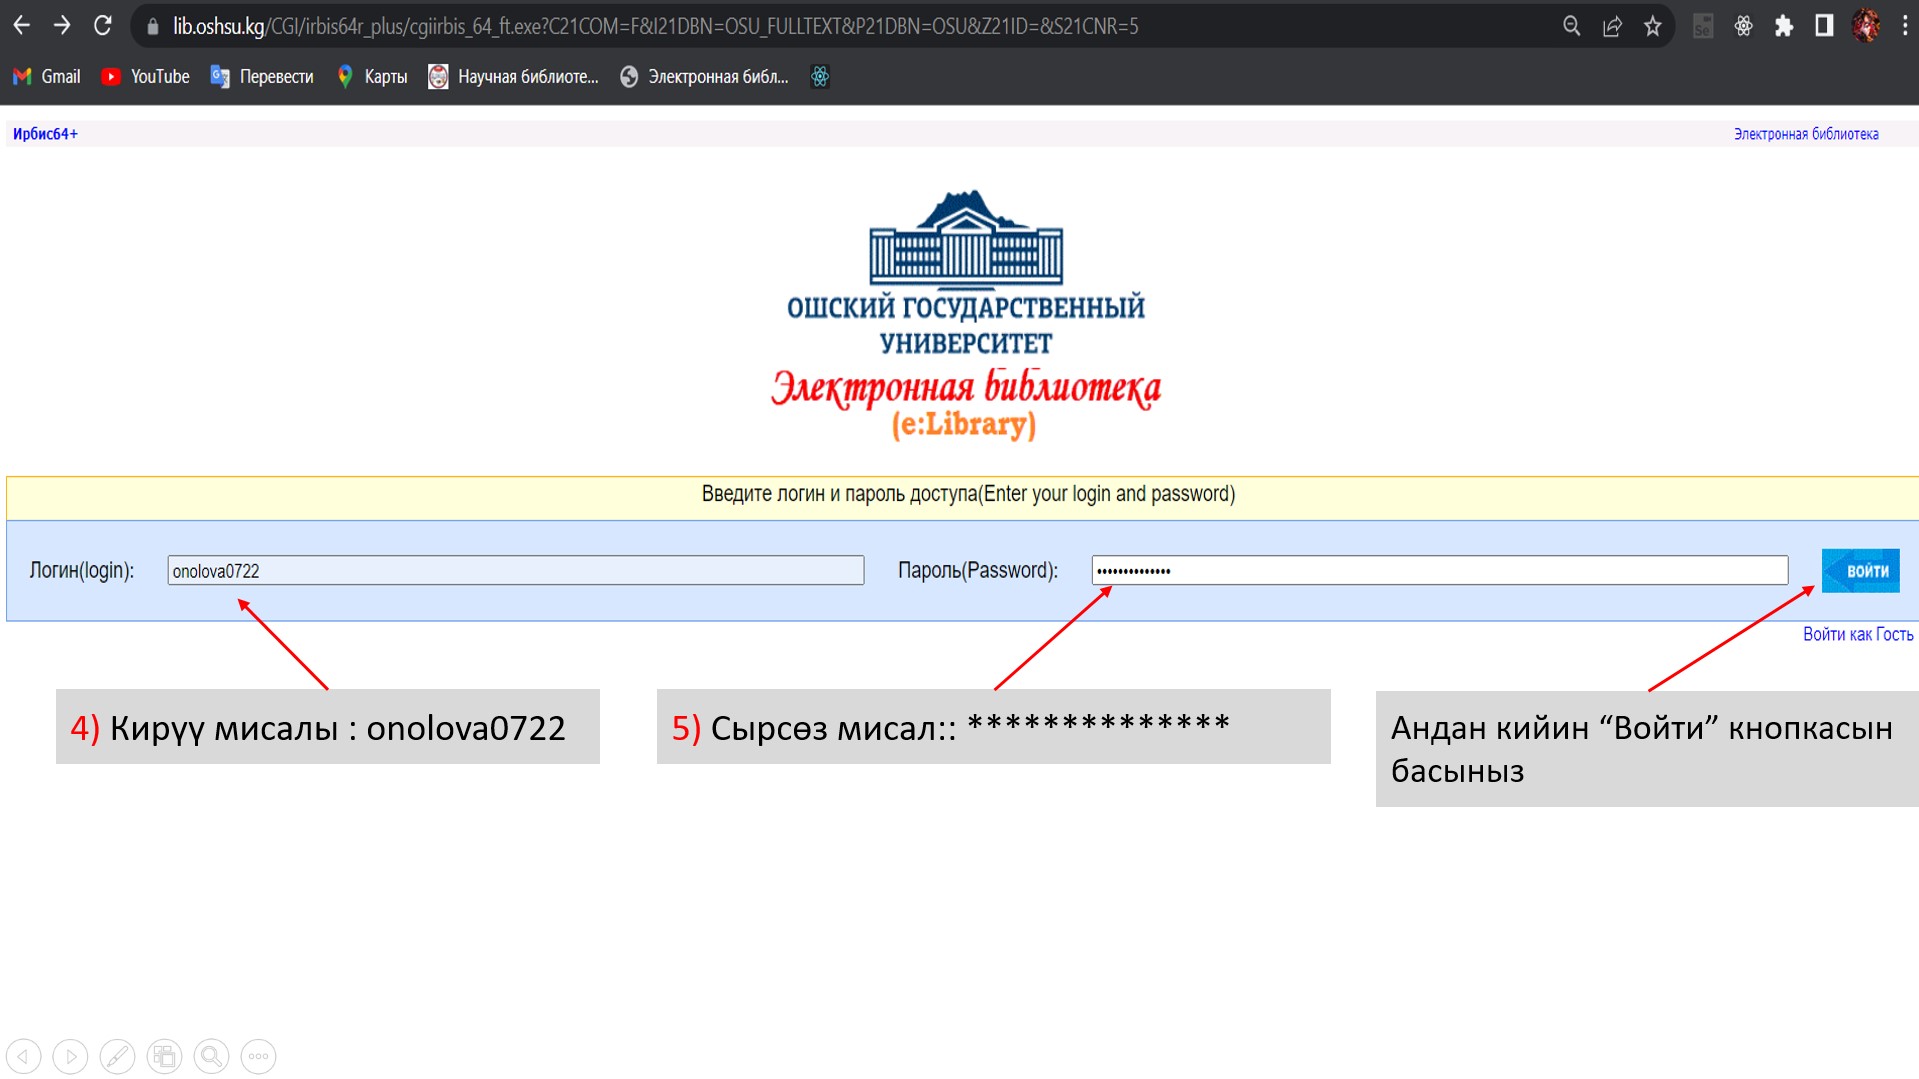 lib.oshsu.kg/CGI/irbis64r_plus/cgiirbis_64_ft.exe?C21COM=F&I21DBN=OSU_FULLTEXT&P21DBN=OSU&Z21ID=&S21CNR=5
Gmail YouTube Перевести Карты Научная библиоте... Электронная библ...
Ирбис64+ Электронная библиотека
ОШСКИЙ ГОСУДАРСТВЕННЫЙ
УНИВЕРСИТЕТ
Электронная библиотека
(e:Library)
Введите логин и пароль доступа(Enter your login and password)
Логин(login): onolova0722 Пароль(Password): •••••••••••••• ВОЙТИ
Войти как Гость
4) Кирүү мисалы : onolova0722
5) Сырсөз мисал:: **************
Андан кийин “Войти” кнопкасын
басыныз